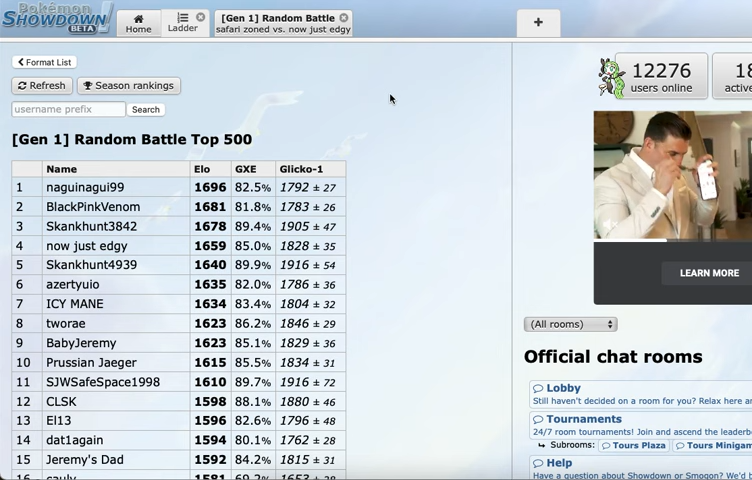 Pokémon
SHOWDOWN!
BETA
Home
Ladder
[Gen 1] Random Battle
safari zoned vs. now just edgy
+
Format List
Refresh
Season rankings
username prefix
Search
[Gen 1] Random Battle Top 500
Name Elo GXE Glicko-1
1 naguinagui99 1696 82.5% 1792 ± 27
2 BlackPinkVenom 1681 81.8% 1783 ± 26
3 Skankhunt3842 1678 89.4% 1905 ± 47
4 now just edgy 1659 85.0% 1828 ± 35
5 Skankhunt4939 1640 89.9% 1916 ± 54
6 azertyuio 1635 82.0% 1786 ± 36
7 ICY MANE 1634 83.4% 1804 ± 32
8 tworae 1623 86.2% 1846 ± 29
9 BabyJeremy 1623 85.1% 1829 ± 36
10 Prussian Jaeger 1615 85.5% 1834 ± 31
11 SJWSafeSpace1998 1610 89.7% 1916 ± 72
12 CLSK 1598 88.1% 1880 ± 46
13 El13 1596 82.6% 1796 ± 48
14 dat1again 1594 80.1% 1762 ± 28
15 Jeremy's Dad 1592 84.2% 1815 ± 31
12276
users online
18
active
LEARN MORE
(All rooms)
Official chat rooms
Lobby
Still haven't decided on a room for you? Relax here
Tournaments
24/7 room tournaments! Join and ascend the
Subrooms: Tours Plaza Tours
Help
Have a question about Showdown or Smogon? We'll